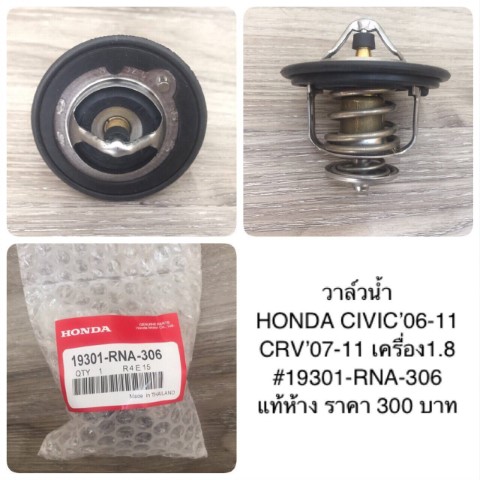 HONDA
19301-RNA-306
QTY 1 R4E15
Made in THAILAND
วาล์วน้ำ
HONDA CIVIC’06-11
CRV’07-11 เครื่อง1.8
#19301-RNA-306
แท้ห้าง ราคา 300 บาท